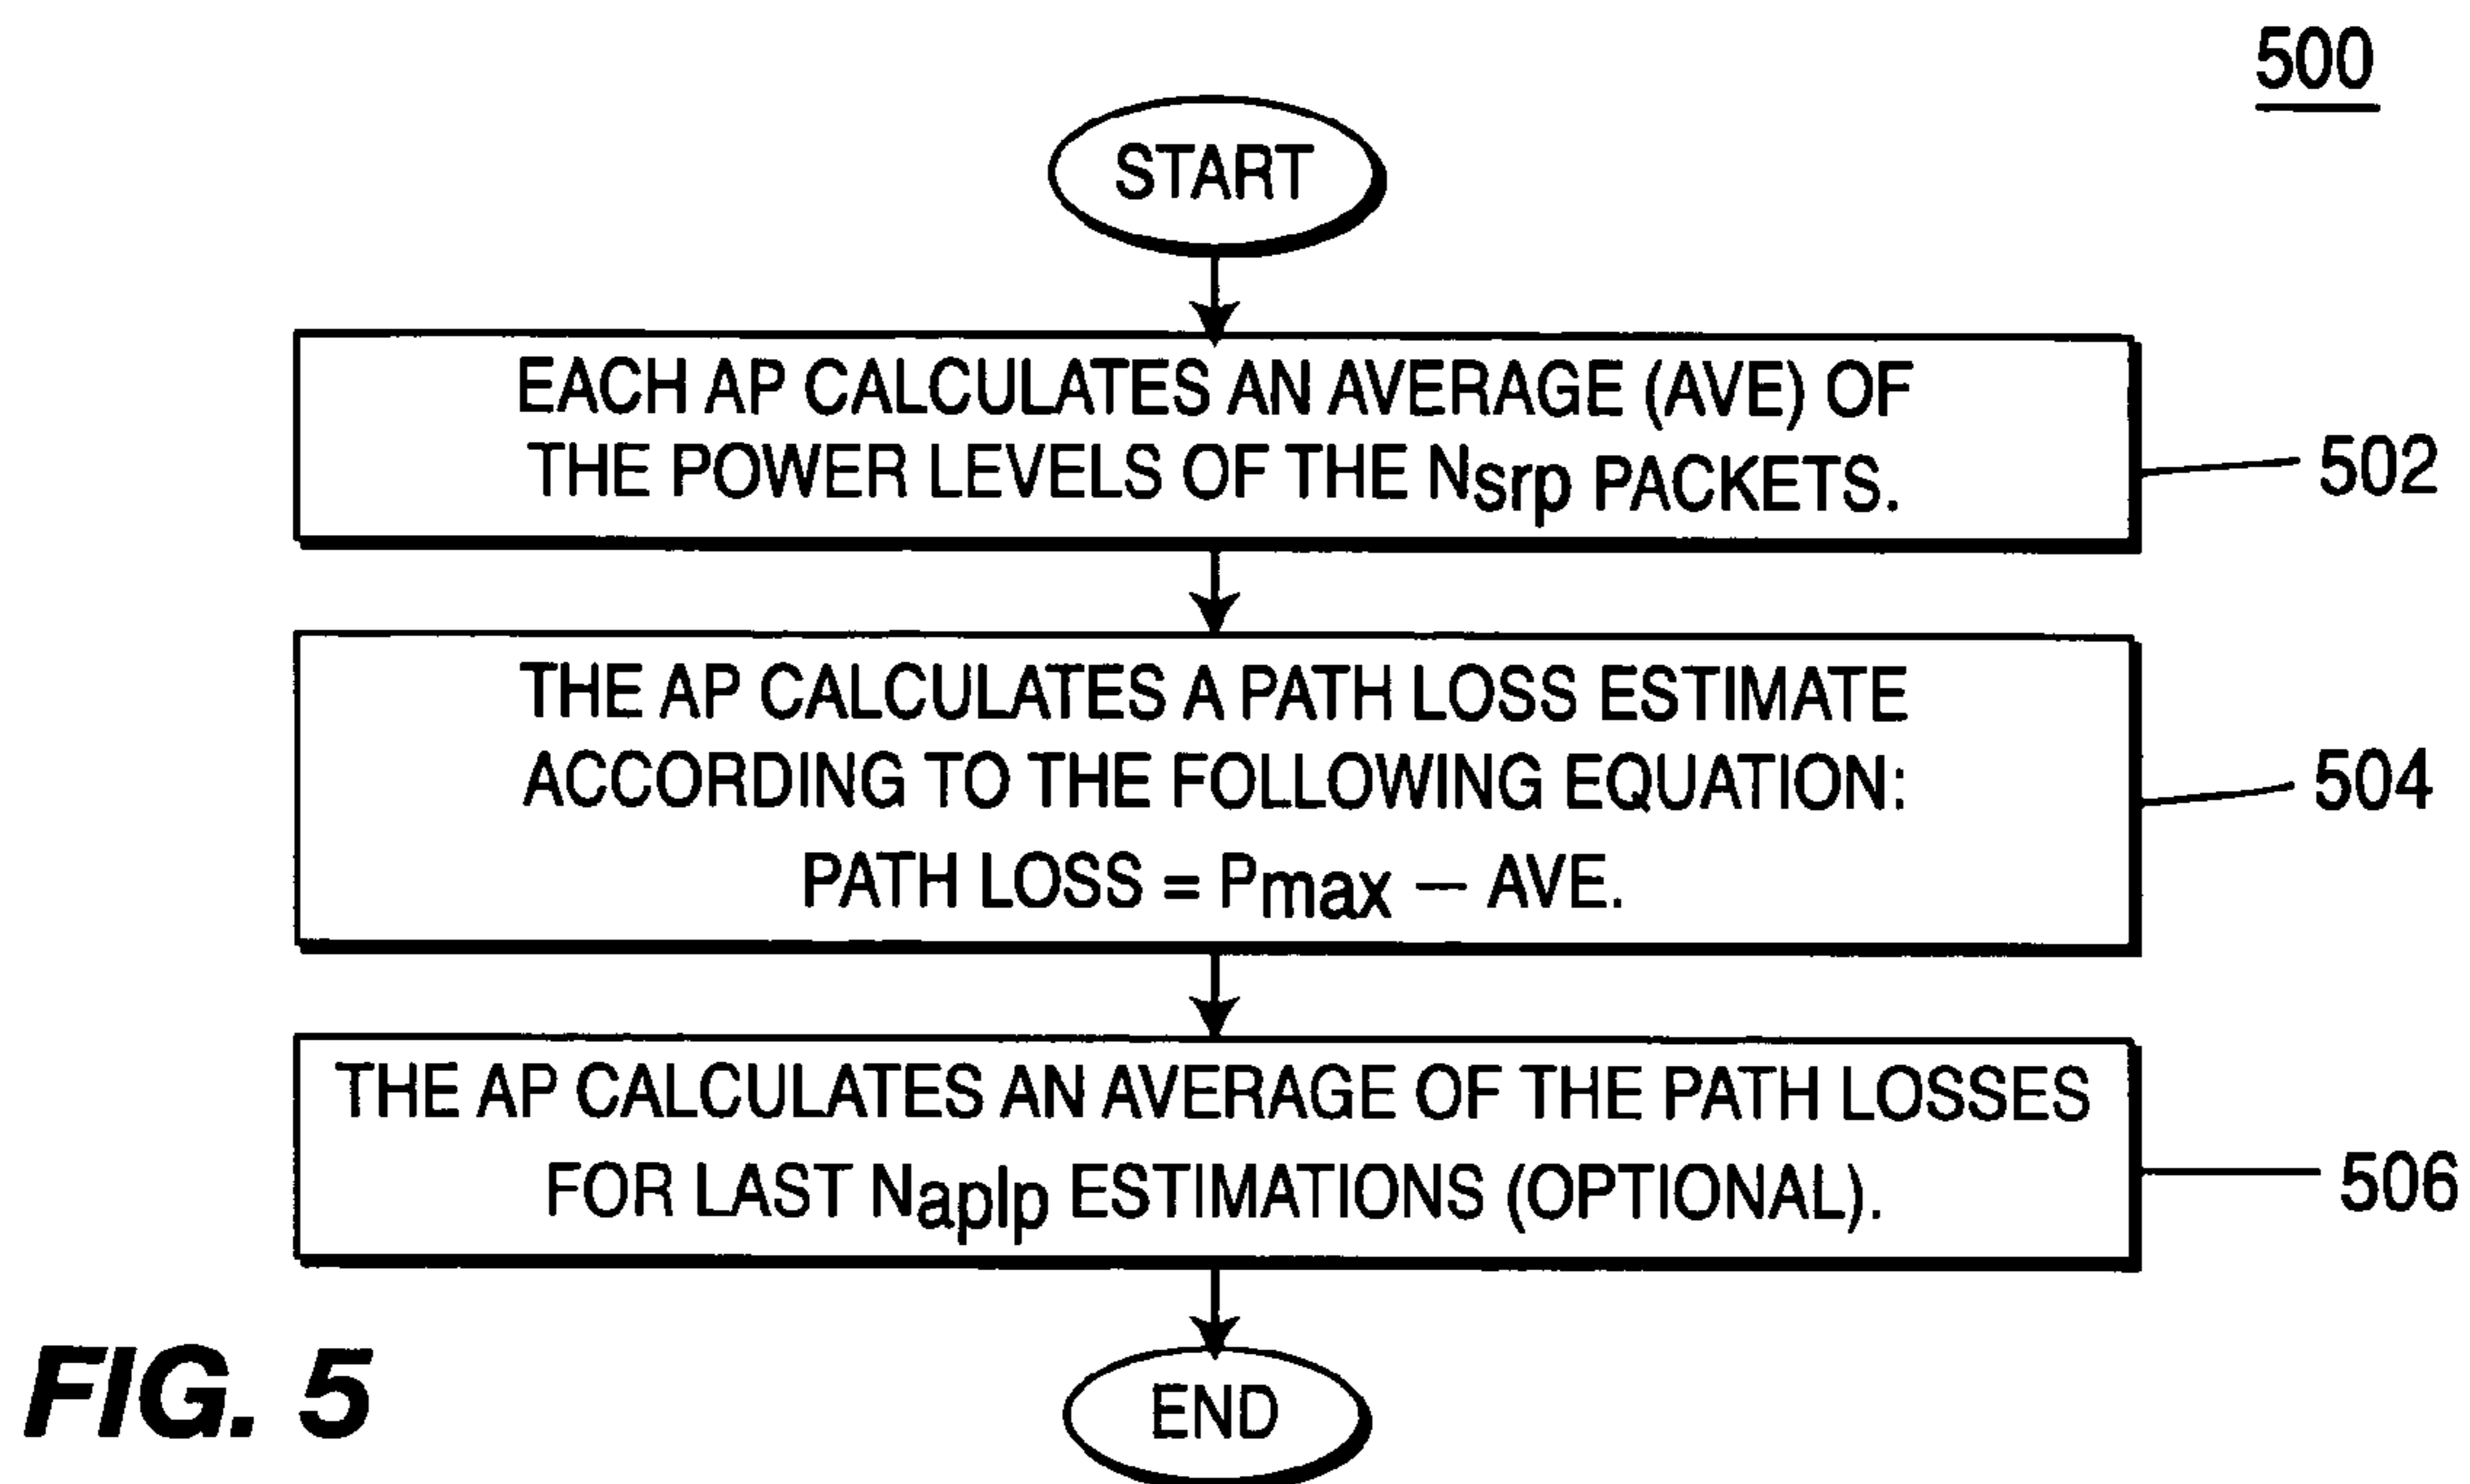 500
START
EACH AP CALCULATES AN AVERAGE (AVE) OF
THE POWER LEVELS OF THE Nsrp PACKETS.
502
THE AP CALCULATES A PATH LOSS ESTIMATE
ACCORDING TO THE FOLLOWING EQUATION:
PATH LOSS = Pmax — AVE.
504
THE AP CALCULATES AN AVERAGE OF THE PATH LOSSES
FOR LAST Naplp ESTIMATIONS (OPTIONAL).
506
END
FIG. 5